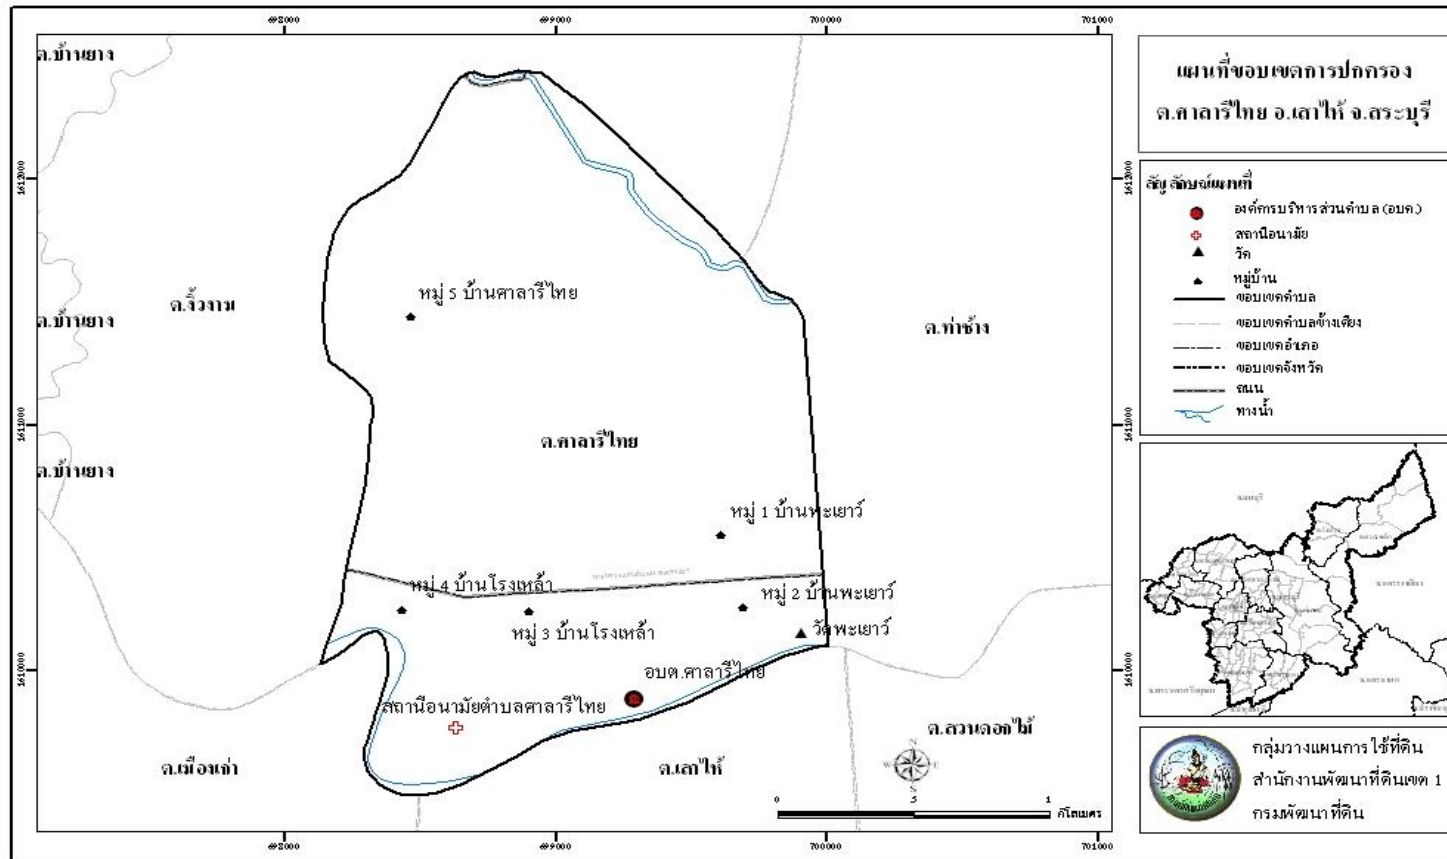 698000 699000 700000 701000
แผนที่ขอบเขตการปกครอง
ต.ศาลารีไทย อ.เสาไห้ จ.สระบุรี
สัญลักษณ์แผนที่
องค์การบริหารส่วนตำบล (อบต.)
สถานีอนามัย
วัด
หมู่บ้าน
ขอบเขตตำบล
ขอบเขตตำบลข้างเคียง
ขอบเขตอำเภอ
ขอบเขตจังหวัด
ถนน
ทางน้ำ
ต.บ้านยาง
1612000 1612000
ต.งิ้วงาม
หมู่ 5 บ้านศาลารีไทย
ต.บ้านยาง
ต.ท่าช้าง
1611000 1611000
ต.ศาลารีไทย
ต.บ้านยาง
หมู่ 1 บ้านพะเยาว์
หมู่ 4 บ้านโรงเหล้า
หมู่ 2 บ้านพะเยาว์
หมู่ 3 บ้านโรงเหล้า
วัดพะเยาว์
1610000 1610000
อบต.ศาลารีไทย
สถานีอนามัยตำบลศาลารีไทย
ต.สวนดอกไม้
ต.เมืองเก่า
ต.เสาไห้
N
W E
S
0 .5 1
กิโลเมตร
698000 699000 700000 701000
กลุ่มวางแผนการใช้ที่ดิน
สำนักงานพัฒนาที่ดินเขต 1
กรมพัฒนาที่ดิน